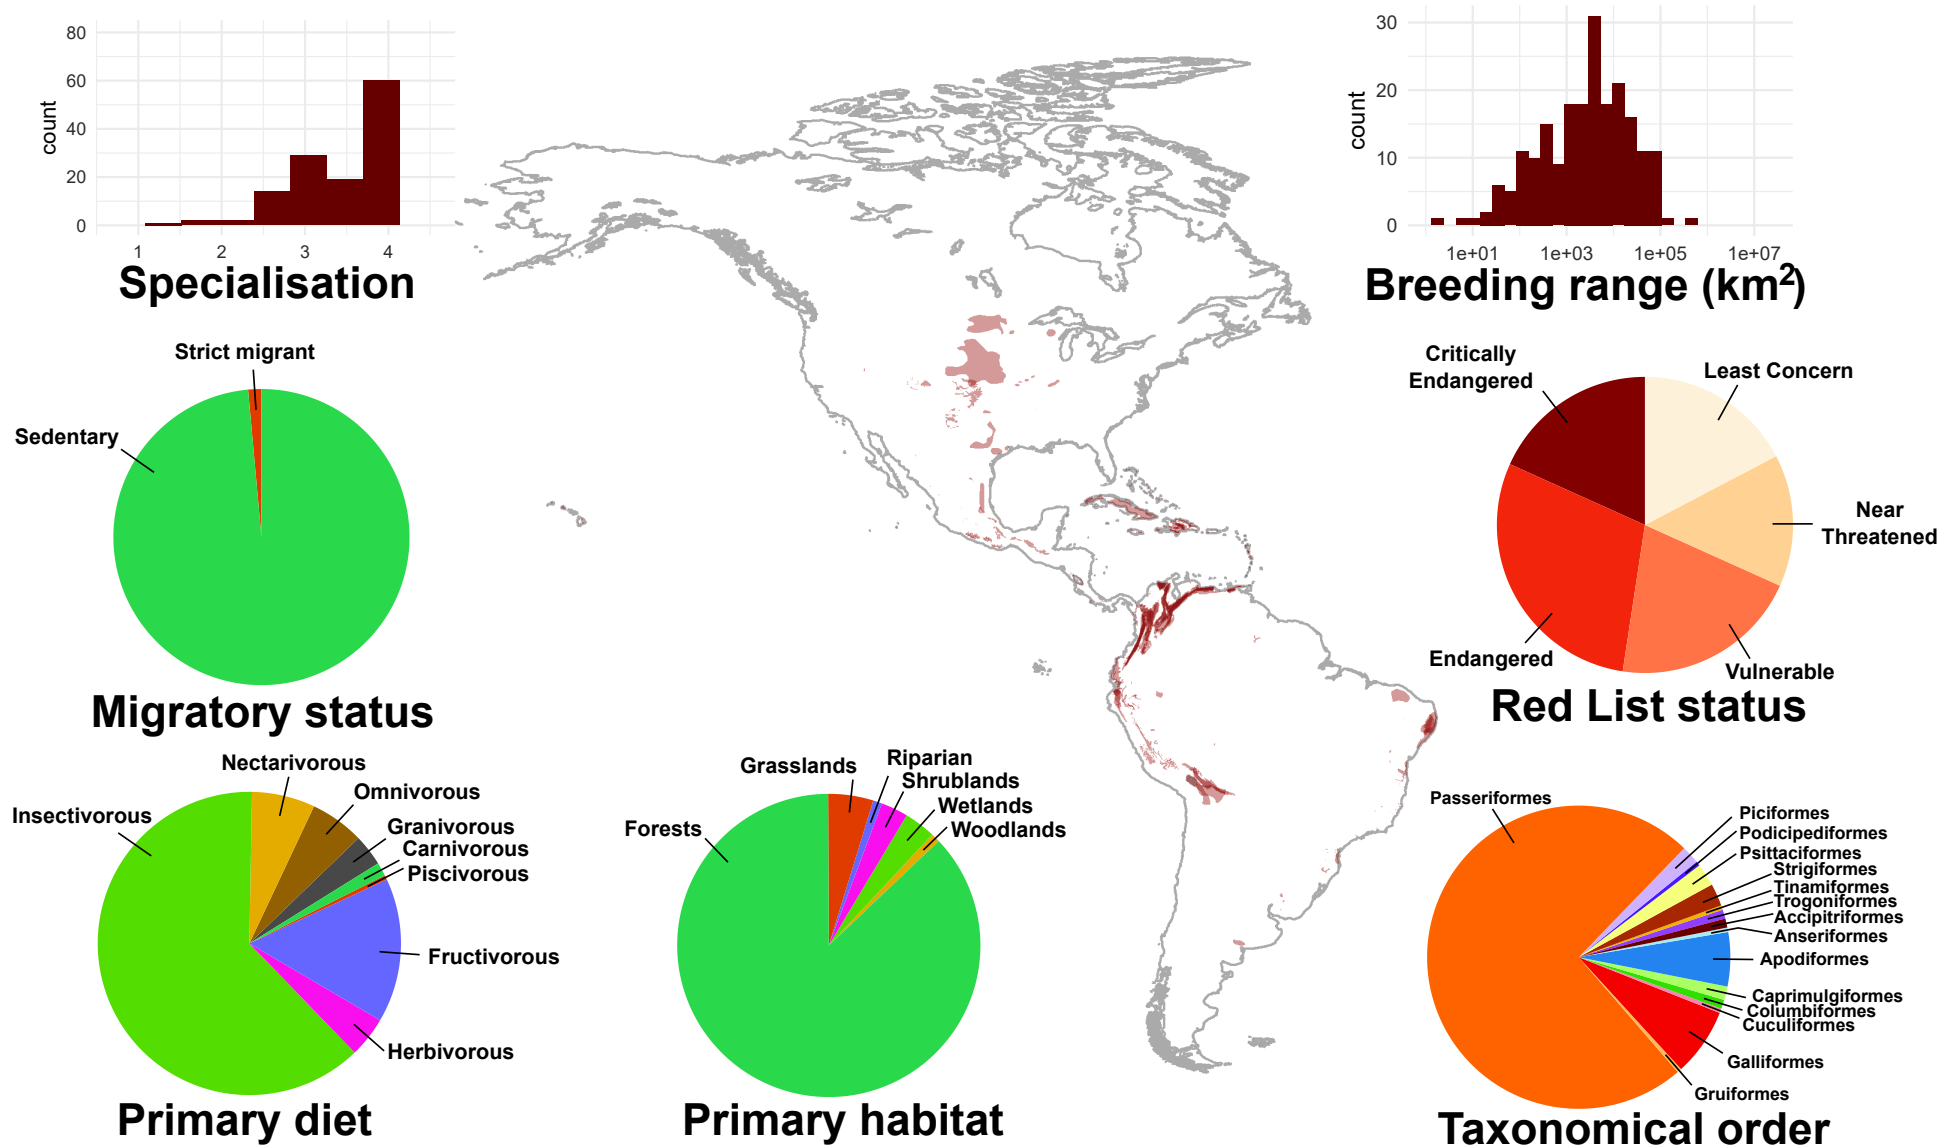 80
60
40
20
0
count
1
2
3
4
Specialisation
30
20
10
0
count
1e+01
1e+03
1e+05
1e+07
Breeding range (km²)
Strict migrant
Sedentary
Migratory status
Critically
Endangered
Least Concern
Near
Threatened
Endangered
Vulnerable
Red List status
Nectarivorous
Omnivorous
Insectivorous
Granivorous
Carnivorous
Piscivorous
Fructivorous
Herbivorous
Primary diet
Grasslands
Riparian
Shrublands
Wetlands
Woodlands
Forests
Primary habitat
Passeriformes
Piciformes
Podicipediformes
Psittaciformes
Strigiformes
Tinamiformes
Trogoniformes
Accipitriformes
Anseriformes
Apodiformes
Caprimulgiformes
Columbiformes
Cuculiformes
Galliformes
Gruiformes
Taxonomical order